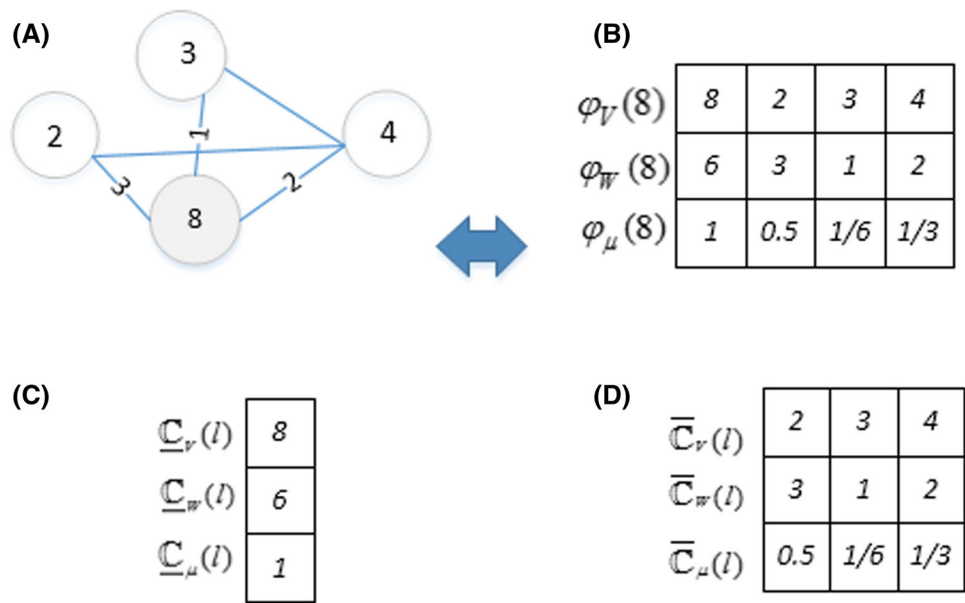 (A)
3
2
4
1
3
2
8
(B)
φV(8) 8 2 3 4
φW(8) 6 3 1 2
φμ(8) 1 0.5 1/6 1/3
(C)
ℂ̲v(l) 8
ℂ̲w(l) 6
ℂ̲μ(l) 1
(D)
ℂ̅v(l) 2 3 4
ℂ̅w(l) 3 1 2
ℂ̅μ(l) 0.5 1/6 1/3